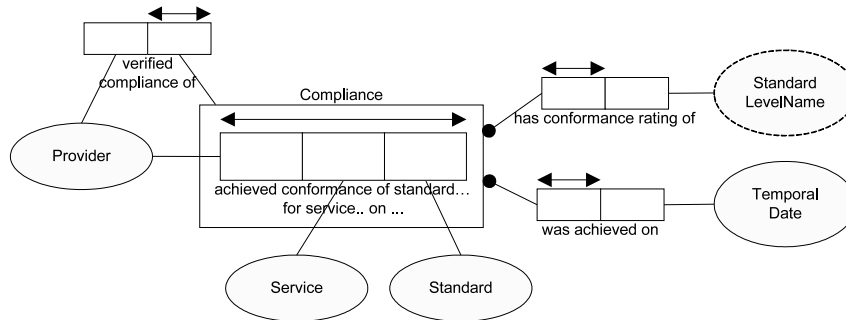 verified
compliance of
Compliance
Standard
LevelName
has conformance rating of
Provider
achieved conformance of standard…
for service.. on ...
Temporal
Date
was achieved on
Service
Standard